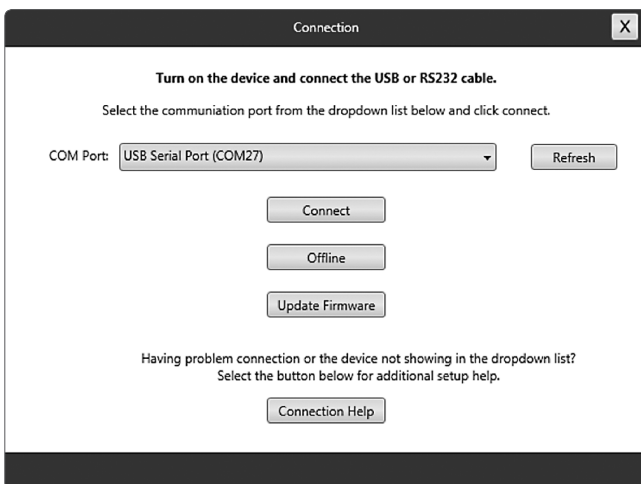 Connection
X
Turn on the device and connect the USB or RS232 cable.
Select the communiation port from the dropdown list below and click connect.
COM Port: USB Serial Port (COM27) Refresh
Connect
Offline
Update Firmware
Having problem connection or the device not showing in the dropdown list?
Select the button below for additional setup help.
Connection Help